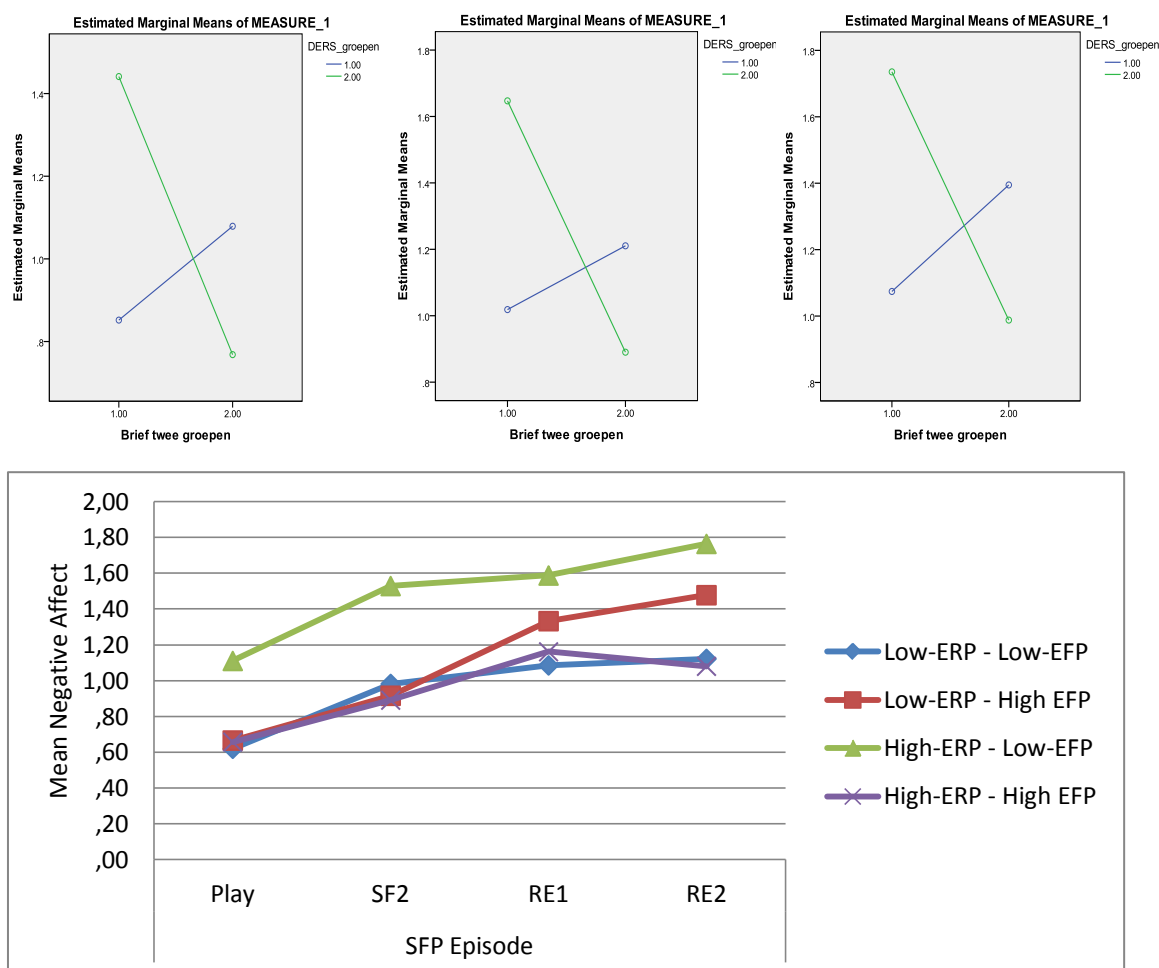 Estimated Marginal Means of MEASURE_1
DERS_groepen
1.00
2.00
Estimated Marginal Means
1.4
1.2
1.0
.8
1.00
2.00
Brief twee groepen
Estimated Marginal Means of MEASURE_1
DERS_groepen
1.00
2.00
Estimated Marginal Means
1.8
1.6
1.4
1.2
1.0
.8
1.00
2.00
Brief twee groepen
Estimated Marginal Means of MEASURE_1
DERS_groepen
1.00
2.00
Estimated Marginal Means
1.8
1.6
1.4
1.2
1.0
.8
1.00
2.00
Brief twee groepen
Mean Negative Affect
2,00
1,80
1,60
1,40
1,20
1,00
,80
,60
,40
,20
,00
Play
SF2
RE1
RE2
SFP Episode
Low-ERP - Low-EFP
Low-ERP - High EFP
High-ERP - Low-EFP
High-ERP - High EFP